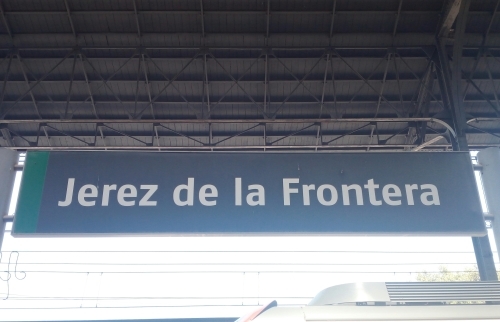 Jerez de la Frontera